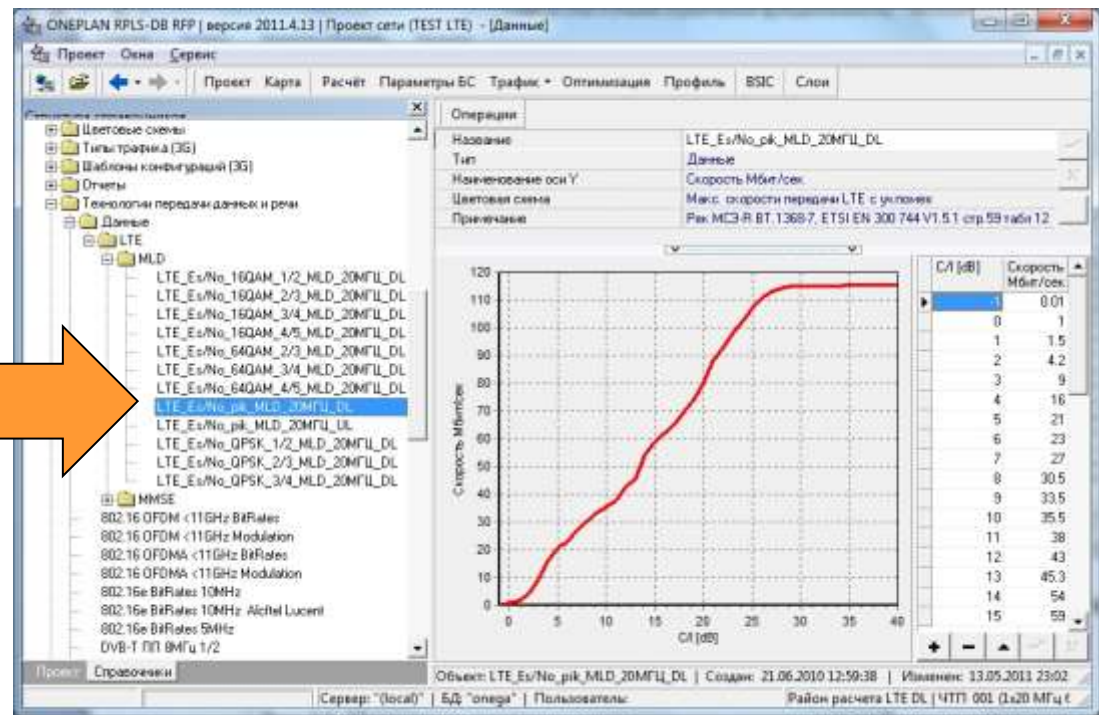 ONEPLAN RPLS-DB RFP | версия 2011.4.13 | Проект сети (TEST LTE) - [Данные]
Проект Окна Сервис
Проект Карта Расчёт Параметры БС Трафик Оптимизация Профиль BSIC Слои
Цветовые схемы
Типы трафика (3G)
Шаблоны конфигураций (3G)
Отчеты
Технологии передачи данных и речи
Данные
LTE
MLD
LTE_Es/No_16QAM_1/2_MLD_20МГЦ_DL
LTE_Es/No_16QAM_2/3_MLD_20МГЦ_DL
LTE_Es/No_16QAM_3/4_MLD_20МГЦ_DL
LTE_Es/No_16QAM_4/5_MLD_20МГЦ_DL
LTE_Es/No_64QAM_2/3_MLD_20МГЦ_DL
LTE_Es/No_64QAM_3/4_MLD_20МГЦ_DL
LTE_Es/No_64QAM_4/5_MLD_20МГЦ_DL
LTE_Es/No_pik_MLD_20МГЦ_DL
LTE_Es/No_pik_MLD_20МГЦ_UL
LTE_Es/No_QPSK_1/2_MLD_20МГЦ_DL
LTE_Es/No_QPSK_2/3_MLD_20МГЦ_DL
LTE_Es/No_QPSK_3/4_MLD_20МГЦ_DL
MMSE
802.16 OFDM <11GHz BitRates
802.16 OFDM <11GHz Modulation
802.16 OFDMA <11GHz BitRates
802.16 OFDMA <11GHz Modulation
802.16e BitRates 10MHz
802.16e BitRates 10MHz Alcltel Lucent
802.16e BitRates 5MHz
DVB-T ПП 8МГц 1/2
Проект Справочники
Операции
Название LTE_Es/No_pik_MLD_20МГЦ_DL
Тип Данные
Наименование оси Y Скорость Мбит/сек
Цветовая схема Макс. скорости передачи LTE с уклоном
Примечание Рек МСЭ-R BT.1368-7, ETSI EN 300 744 V1.5.1 стр.59 табл 12
120
110
100
90
80
70
60
50
40
30
20
10
0
Скорость Мбит/сек
0 5 10 15 20 25 30 35 40
C/I [dB]
C/I [dB] Скорость Мбит/сек
-1 0.01
0 1
1 1.5
2 4.2
3 9
4 16
5 21
6 23
7 27
8 30.5
9 33.5
10 35.5
11 38
12 43
13 45.3
14 54
15 59
Объект: LTE_Es/No_pik_MLD_20МГЦ_DL | Создан: 21.06.2010 12:59:38 | Изменен: 13.05.2011 23:02
Сервер: "(local)" | БД: "onega" | Пользователь: Район расчета LTE DL | ЧТП 001 (1x20 МГц